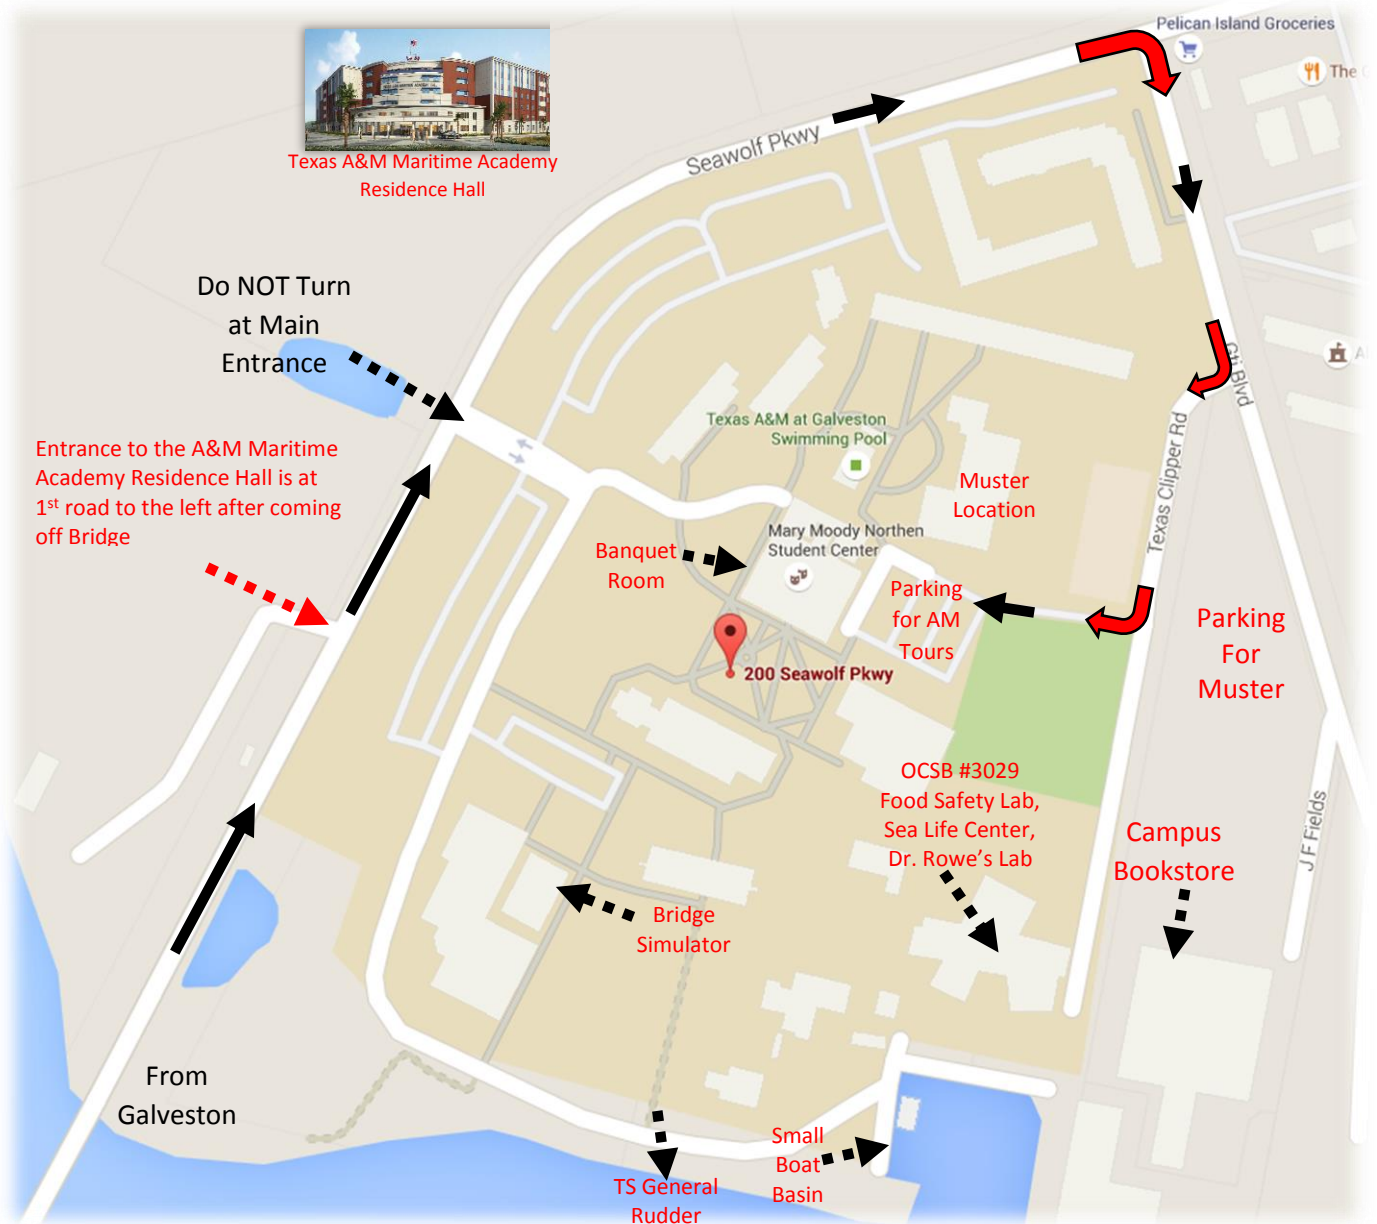 Pelican Island Groceries
The
Texas A&M Maritime Academy
Residence Hall
Seawolf Pkwy
Do NOT Turn
at Main
Entrance
Gti Blvd
Texas A&M at Galveston
Swimming Pool
Texas Clipper Rd
Entrance to the A&M Maritime
Academy Residence Hall is at
1st road to the left after coming
off Bridge
Muster
Location
Mary Moody Northen
Student Center
Banquet
Room
Parking
for AM
Tours
Parking
For
Muster
200 Seawolf Pkwy
OCSB #3029
Food Safety Lab,
Sea Life Center,
Dr. Rowe's Lab
Campus
Bookstore
J F Fields
Bridge
Simulator
From
Galveston
Small
Boat
Basin
TS General
Rudder